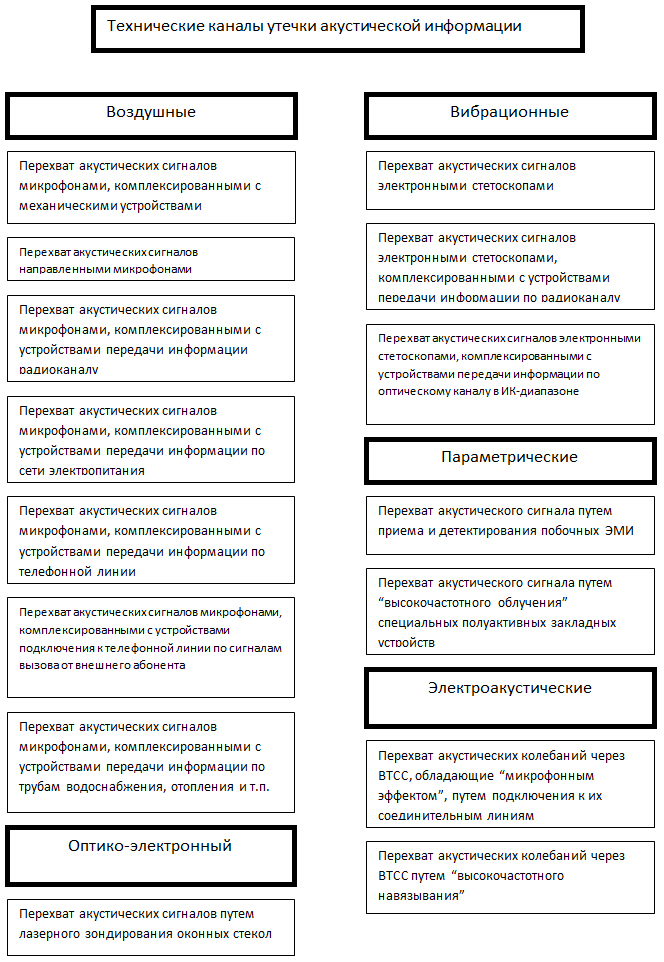 Технические каналы утечки акустической информации
Воздушные
Перехват акустических сигналов
микрофонами, комплексированными с
механическими устройствами
Перехват акустических сигналов
направленными микрофонами
Перехват акустических сигналов
микрофонами, комплексированными с
устройствами передачи информации
радиоканалу
Перехват акустических сигналов
микрофонами, комплексированными с
устройствами передачи информации по
сети электропитания
Перехват акустических сигналов
микрофонами, комплексированными с
устройствами передачи информации по
телефонной линии
Перехват акустических сигналов микрофонами,
комплексированными с устройствами
подключения к телефонной линии по сигналам
вызова от внешнего абонента
Перехват акустических сигналов
микрофонами, комплексированными с
устройствами передачи информации по
трубам водоснабжения, отопления и т.п.
Оптико-электронный
Перехват акустических сигналов путем
лазерного зондирования оконных стекол
Вибрационные
Перехват акустических сигналов
электронными стетоскопами
Перехват акустических сигналов
электронными стетоскопами,
комплексированными с устройствами
передачи информации по радиоканалу
Перехват акустических сигналов электронными
стетоскопами, комплексированными с
устройствами передачи информации по
оптическому каналу в ИК-диапазоне
Параметрические
Перехват акустического сигнала путем
приема и детектирования побочных ЭМИ
Перехват акустического сигнала путем
“высокочастотного облучения”
специальных полуактивных закладных
устройств
Электроакустические
Перехват акустических колебаний через
ВТСС, обладающие “микрофонным
эффектом”, путем подключения к их
соединительным линиям
Перехват акустических колебаний через
ВТСС путем “высокочастотного
навязывания”